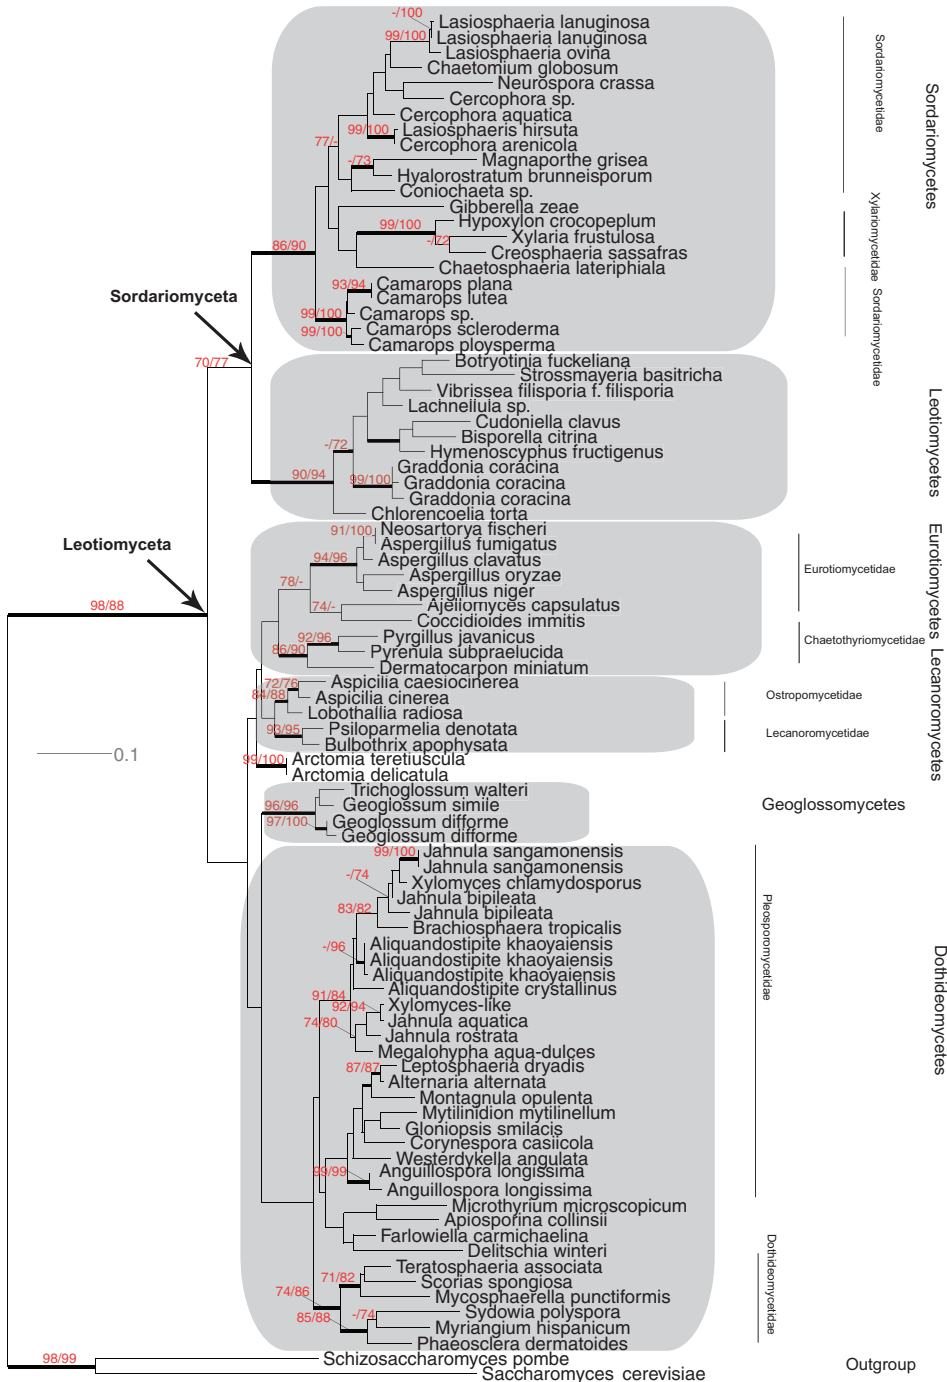 -/100
Lasiosphaeria lanuginosa
99/100
Lasiosphaeria lanuginosa
Lasiosphaeria ovina
Chaetomium globosum
Neurospora crassa
Cercophora sp.
Cercophora aquatica
99/100
Lasiosphaeris hirsuta
77/-
Cercophora arenicola
-/73
Magnaporthe grisea
Hyalorostratum brunneisporum
Coniochaeta sp.
Gibberella zeae
99/100
Hypoxylon crocopeplum
-/72
Xylaria frustulosa
86/90
Creosphaeria sassafras
Chaetosphaeria lateriphiala
93/94
Camarops plana
Camarops lutea
99/100
Camarops sp.
99/100
Camarops scleroderma
Camarops ploysperma
Sordariomycetidae
Xylariomycetidae
Sordariomycetidae
Sordariomycetes
Sordariomyceta
70/77
Botryotinia fuckeliana
Strossmayeria basitricha
Vibrissea filisporia f. filisporia
Lachnellula sp.
Cudoniella clavus
-/72
Bisporella citrina
Hymenoscyphus fructigenus
90/94
Graddonia coracina
99/100
Graddonia coracina
Graddonia coracina
Chlorencoelia torta
Leotiomycetes
Leotiomyceta
98/88
91/100
Neosartorya fischeri
Aspergillus fumigatus
94/96
Aspergillus clavatus
78/-
Aspergillus oryzae
Aspergillus niger
74/-
Ajellomyces capsulatus
Coccidioides immitis
92/96
Pyrgillus javanicus
86/90
Pyrenula subpraelucida
Dermatocarpon miniatum
Eurotiomycetidae
Chaetothyriomycetidae
Eurotiomycetes
72/76
Aspicilia caesiocinerea
84/88
Aspicilia cinerea
Lobothallia radiosa
93/95
Psiloparmelia denotata
Bulbothrix apophysata
99/100
Arctomia teretiuscula
Arctomia delicatula
Ostropomycetidae
Lecanoromycetidae
Lecanoromycetes
0.1
Trichoglossum walteri
96/96
Geoglossum simile
97/100
Geoglossum difforme
Geoglossum difforme
Geoglossomycetes
99/100
Jahnula sangamonensis
Jahnula sangamonensis
-/74
Xylomyces chlamydosporus
Jahnula bipileata
83/82
Jahnula bipileata
Brachiosphaera tropicalis
-/96
Aliquandostipite khaoyaiensis
Aliquandostipite khaoyaiensis
Aliquandostipite khaoyaiensis
91/84
Aliquandostipite crystallinus
92/94
Xylomyces-like
74/80
Jahnula aquatica
Jahnula rostrata
Megalohypha aqua-dulces
87/87
Leptosphaeria dryadis
Alternaria alternata
Montagnula opulenta
Mytilinidion mytilinellum
Gloniopsis smilacis
Corynespora casiicola
Westerdykella angulata
99/99
Anguillospora longissima
Anguillospora longissima
Microthyrium microscopicum
Apiosporina collinsii
Farlowiella carmichaelina
Delitschia winteri
71/82
Teratosphaeria associata
74/86
Scorias spongiosa
Mycosphaerella punctiformis
85/88
-/74
Sydowia polyspora
Myriangium hispanicum
Phaeosclera dermatoides
Pleosporomycetidae
Dothideomycetidae
Dothideomycetes
98/99
Schizosaccharomyces pombe
Saccharomyces cerevisiae
Outgroup